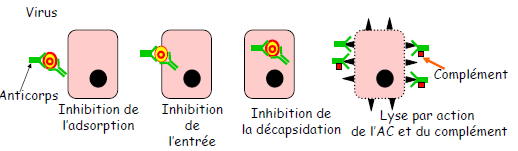 Virus
Anticorps
Inhibition de
l'adsorption
Inhibition
de
l'entrée
Inhibition de
la décapsidation
Complément
Lyse par action
de l'AC et du complément